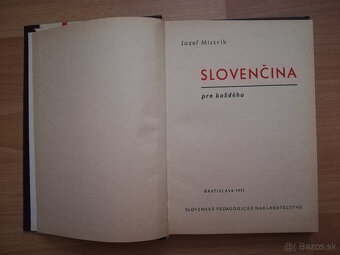 Jozef Mistrík
SLOVENČINA
pre každého
BRATISLAVA 1971
SLOVENSKÉ PEDAGOGICKÉ NAKLADATEĽSTVO
Bazos.sk